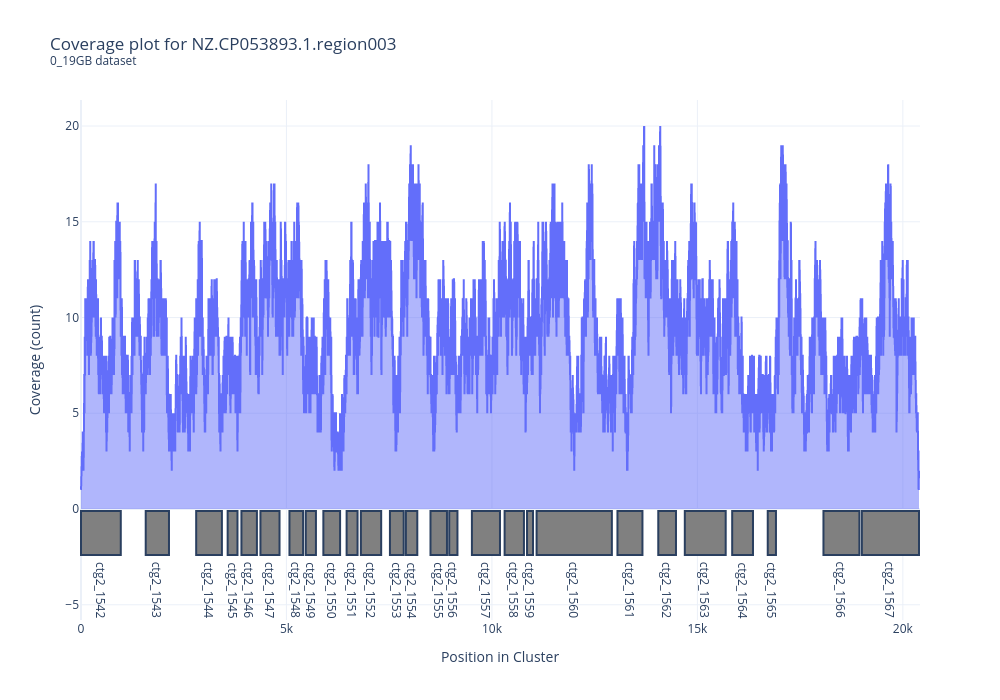 Coverage plot for NZ.CP053893.1.region003
0_19GB dataset
20
15
10
5
0
−5
Coverage (count)
ctg2_1542
ctg2_1543
ctg2_1544
ctg2_1545
ctg2_1546
ctg2_1547
ctg2_1548
ctg2_1549
ctg2_1550
ctg2_1551
ctg2_1552
ctg2_1553
ctg2_1554
ctg2_1555
ctg2_1556
ctg2_1557
ctg2_1558
ctg2_1559
ctg2_1560
ctg2_1561
ctg2_1562
ctg2_1563
ctg2_1564
ctg2_1565
ctg2_1566
ctg2_1567
0 5k 10k 15k 20k
Position in Cluster